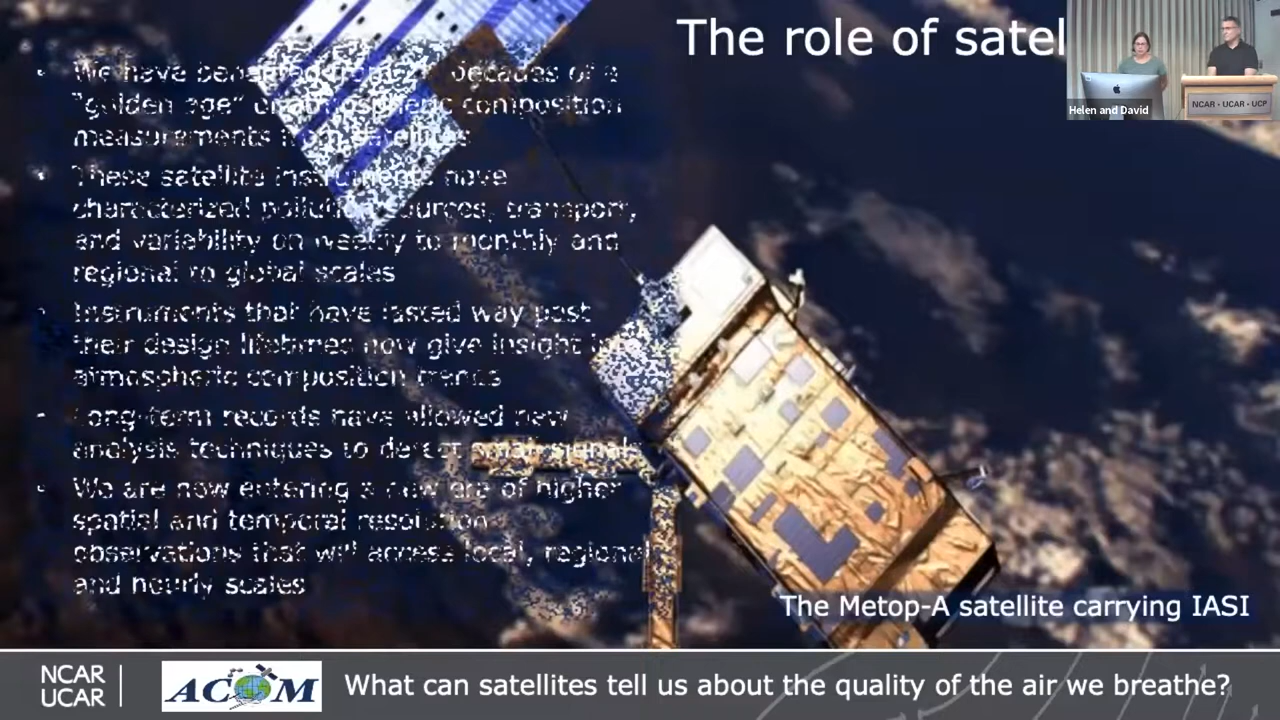 The role of satel
• We have benefited from 2+ decades of a
"golden age" of atmospheric composition
measurements from satellites
• These satellite instruments have
characterized pollution sources, transport,
and variability on weekly to monthly and
regional to global scales
• Instruments that have lasted way past
their design lifetimes now give insight into
atmospheric composition trends
• Long-term records have allowed new
analysis techniques to detect small signals
• We are now entering a new era of higher
spatial and temporal resolution
observations that will access local, regional
and hourly scales
The Metop-A satellite carrying IASI
Helen and David
NCAR • UCAR • UCP
NCAR
UCAR
ACOM
What can satellites tell us about the quality of the air we breathe?